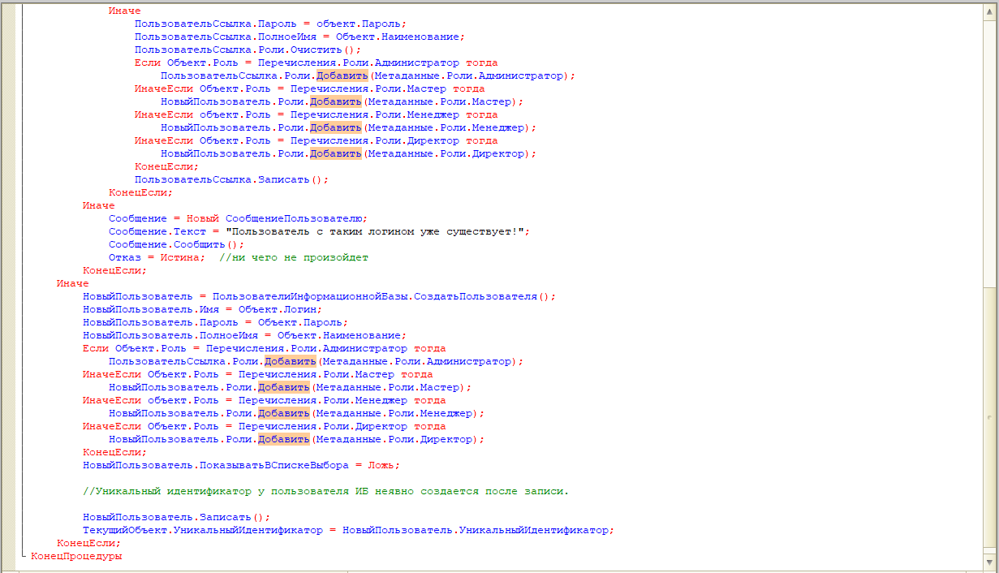 Иначе
ПользовательСсылка.Пароль = объект.Пароль;
ПользовательСсылка.ПолноеИмя = Объект.Наименование;
ПользовательСсылка.Роли.Очистить();
Если Объект.Роль = Перечисления.Роли.Администратор тогда
ПользовательСсылка.Роли.Добавить(Метаданные.Роли.Администратор);
ИначеЕсли Объект.Роль = Перечисления.Роли.Мастер тогда
НовыйПользователь.Роли.Добавить(Метаданные.Роли.Мастер);
ИначеЕсли объект.Роль = Перечисления.Роли.Менеджер тогда
НовыйПользователь.Роли.Добавить(Метаданные.Роли.Менеджер);
ИначеЕсли Объект.Роль = Перечисления.Роли.Директор тогда
НовыйПользователь.Роли.Добавить(Метаданные.Роли.Директор);
КонецЕсли;
ПользовательСсылка.Записать();
КонецЕсли;
Иначе
Сообщение = Новый СообщениеПользователю;
Сообщение.Текст = "Пользователь с таким логином уже существует!";
Сообщение.Сообщить();
Отказ = Истина; //ни чего не произойдет
КонецЕсли;
Иначе
НовыйПользователь = ПользователиИнформационнойБазы.СоздатьПользователя();
НовыйПользователь.Имя = Объект.Логин;
НовыйПользователь.Пароль = Объект.Пароль;
НовыйПользователь.ПолноеИмя = Объект.Наименование;
Если Объект.Роль = Перечисления.Роли.Администратор тогда
ПользовательСсылка.Роли.Добавить(Метаданные.Роли.Администратор);
ИначеЕсли Объект.Роль = Перечисления.Роли.Мастер тогда
НовыйПользователь.Роли.Добавить(Метаданные.Роли.Мастер);
ИначеЕсли объект.Роль = Перечисления.Роли.Менеджер тогда
НовыйПользователь.Роли.Добавить(Метаданные.Роли.Менеджер);
ИначеЕсли Объект.Роль = Перечисления.Роли.Директор тогда
НовыйПользователь.Роли.Добавить(Метаданные.Роли.Директор);
КонецЕсли;
НовыйПользователь.ПоказыватьВСпискеВыбора = Ложь;
//Уникальный идентификатор у пользователя ИБ неявно создается после записи.
НовыйПользователь.Записать();
ТекущийОбъект.УникальныйИдентификатор = НовыйПользователь.УникальныйИдентификатор;
КонецЕсли;
КонецПроцедуры